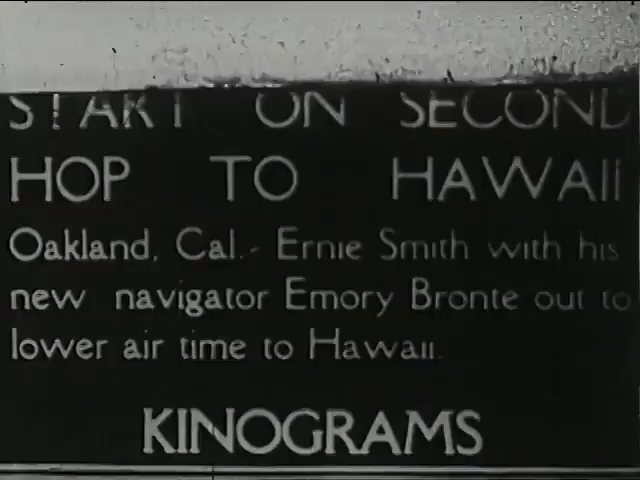 START ON SECOND
HOP TO HAWAII
Oakland, Cal.- Ernie Smith with his
new navigator Emory Bronte out to
lower air time to Hawaii.
KINOGRAMS